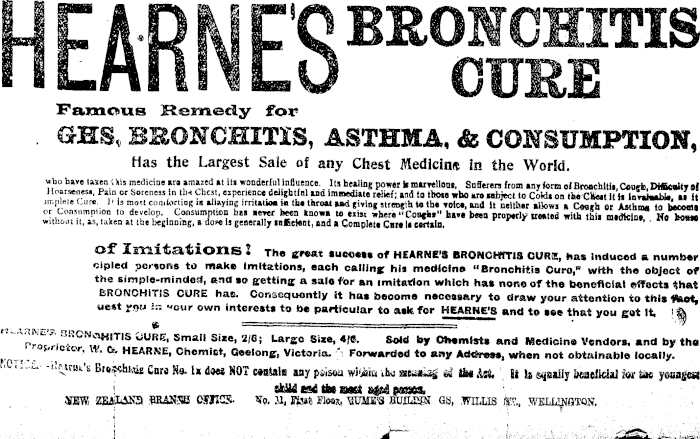 HEARNE'S BRONCHITIS
CURE
Famous Remedy for
GHS, BRONCHITIS, ASTHMA, & CONSUMPTION,
Has the Largest Sale of any Chest Medicine in the World.
who have taken this medicine are amazed at its wonderful influence. Its healing power is marvellous. Sufferers from any form of Bronchitis, Cough, Difficulty of
Hoarseness, Pain or Soreness in the Chest, experience delightful and immediate relief; and to those who are subject to Colds on the Chest it is invaluable, as it
mplete Cure. It is most comforting in allaying irritation in the throat and giving strength to the voice, and it neither allows a Cough or Asthma to become
or Consumption to develop. Consumption has never been known to exist where "Coughs" have been properly treated with this medicine. No house
without it, as, taken at the beginning, a dose is generally sufficient, and a Complete Cure is certain.
of Imitations! The great success of HEARNE'S BRONCHITIS CURE, has induced a number
cipled persons to make imitations, each calling his medicine "Bronchitis Cure," with the object of
the simple-minded, and so getting a sale for an imitation which has none of the beneficial effects that
BRONCHITIS CURE has. Consequently it has become necessary to draw your attention to this fact,
uest you in your own interests to be particular to ask for HEARNE'S and to see that you get it.
HEARNE'S BRONCHITIS CURE, Small Size, 2/6; Large Size, 4/6. Sold by Chemists and Medicine Vendors, and by the
Proprietor, W. G. HEARNE, Chemist, Geelong, Victoria. Forwarded to any Address, when not obtainable locally.
NOTICE.—Hearne's Bronchitis Cure No. 1a does NOT contain any poison within the meaning of the Act. It is equally beneficial for the youngest
child and the most aged person.
NEW ZEALAND BRANCH OFFICE. No. 11, First Floor, HUME'S BUILDIN GS, WILLIS ST., WELLINGTON.